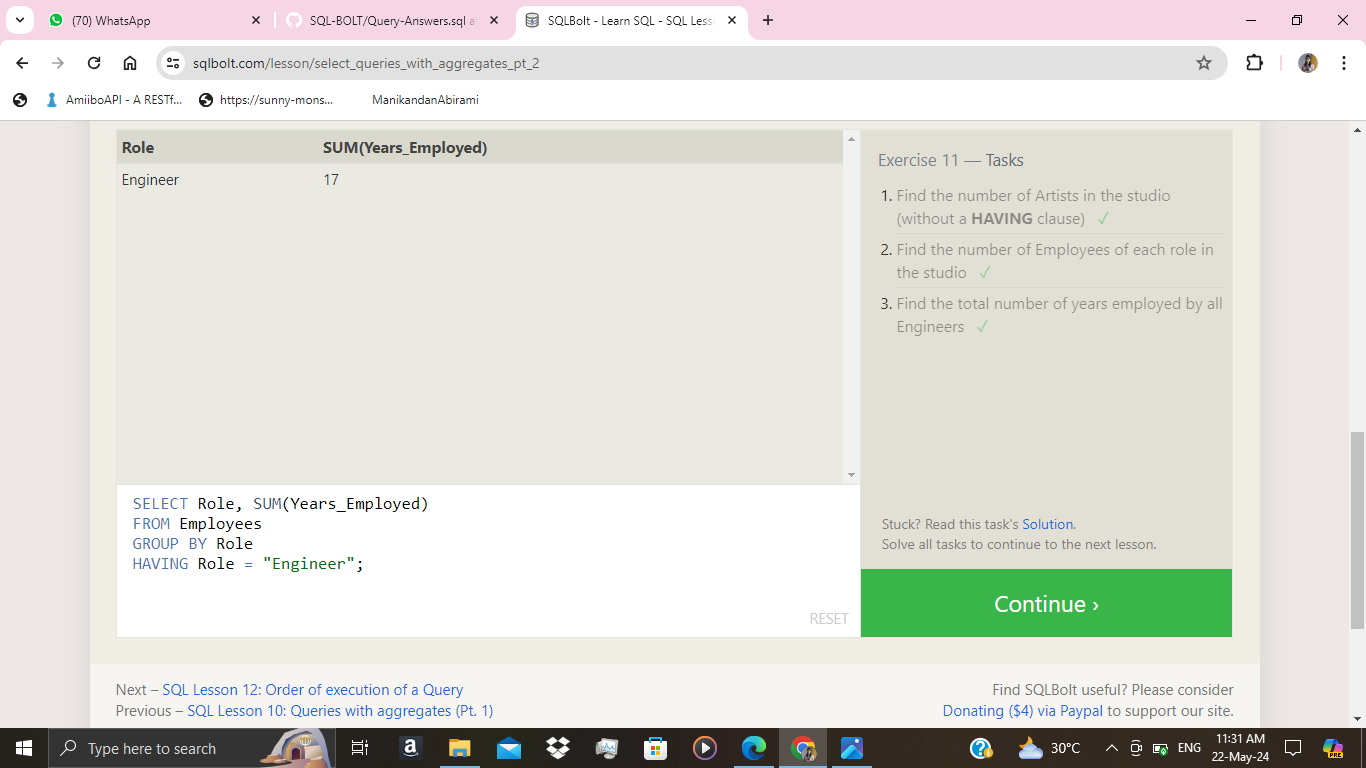 (70) WhatsApp
SQL-BOLT/Query-Answers.sql a
SQLBolt - Learn SQL - SQL Less
sqlbolt.com/lesson/select_queries_with_aggregates_pt_2
AmiiboAPI - A RESTf...
https://sunny-mons...
ManikandanAbirami
Role SUM(Years_Employed)
Engineer 17
Exercise 11 — Tasks
1. Find the number of Artists in the studio
(without a HAVING clause) ✓
2. Find the number of Employees of each role in
the studio ✓
3. Find the total number of years employed by all
Engineers ✓
SELECT Role, SUM(Years_Employed)
FROM Employees
GROUP BY Role
HAVING Role = "Engineer";
RESET
Stuck? Read this task's Solution.
Solve all tasks to continue to the next lesson.
Continue ›
Next – SQL Lesson 12: Order of execution of a Query
Previous – SQL Lesson 10: Queries with aggregates (Pt. 1)
Find SQLBolt useful? Please consider
Donating ($4) via Paypal to support our site.
Type here to search
30°C
ENG
11:31 AM
22-May-24
PRE